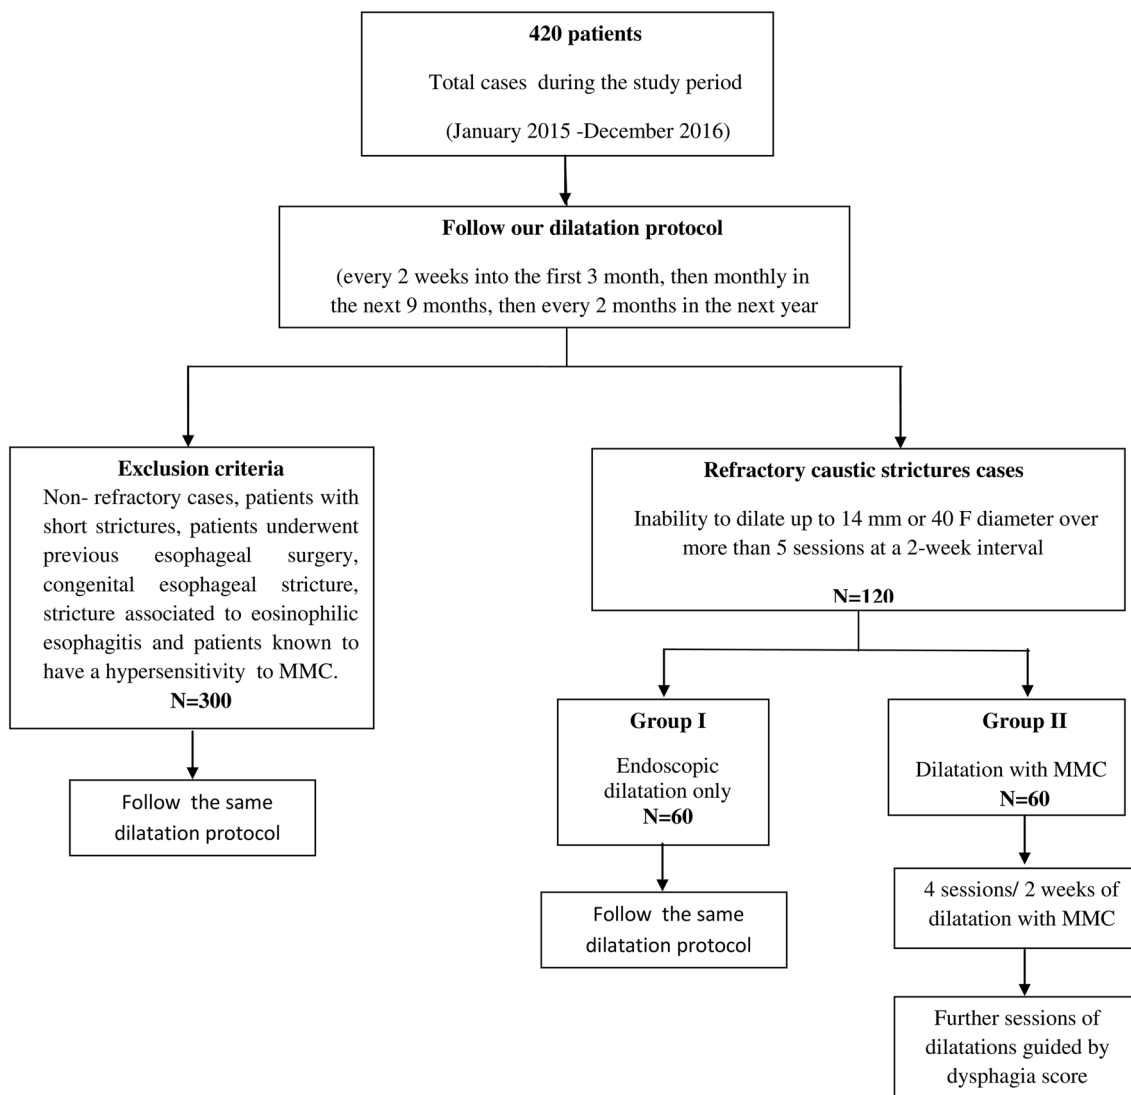 420 patients
Total cases during the study period
(January 2015 -December 2016)
Follow our dilatation protocol
(every 2 weeks into the first 3 month, then monthly in
the next 9 months, then every 2 months in the next year
Exclusion criteria
Non- refractory cases, patients with
short strictures, patients underwent
previous esophageal surgery,
congenital esophageal stricture,
stricture associated to eosinophilic
esophagitis and patients known to
have a hypersensitivity to MMC.
N=300
Follow the same
dilatation protocol
Refractory caustic strictures cases
Inability to dilate up to 14 mm or 40 F diameter over
more than 5 sessions at a 2-week interval
N=120
Group I
Endoscopic
dilatation only
N=60
Follow the same
dilatation protocol
Group II
Dilatation with MMC
N=60
4 sessions/ 2 weeks of
dilatation with MMC
Further sessions of
dilatations guided by
dysphagia score